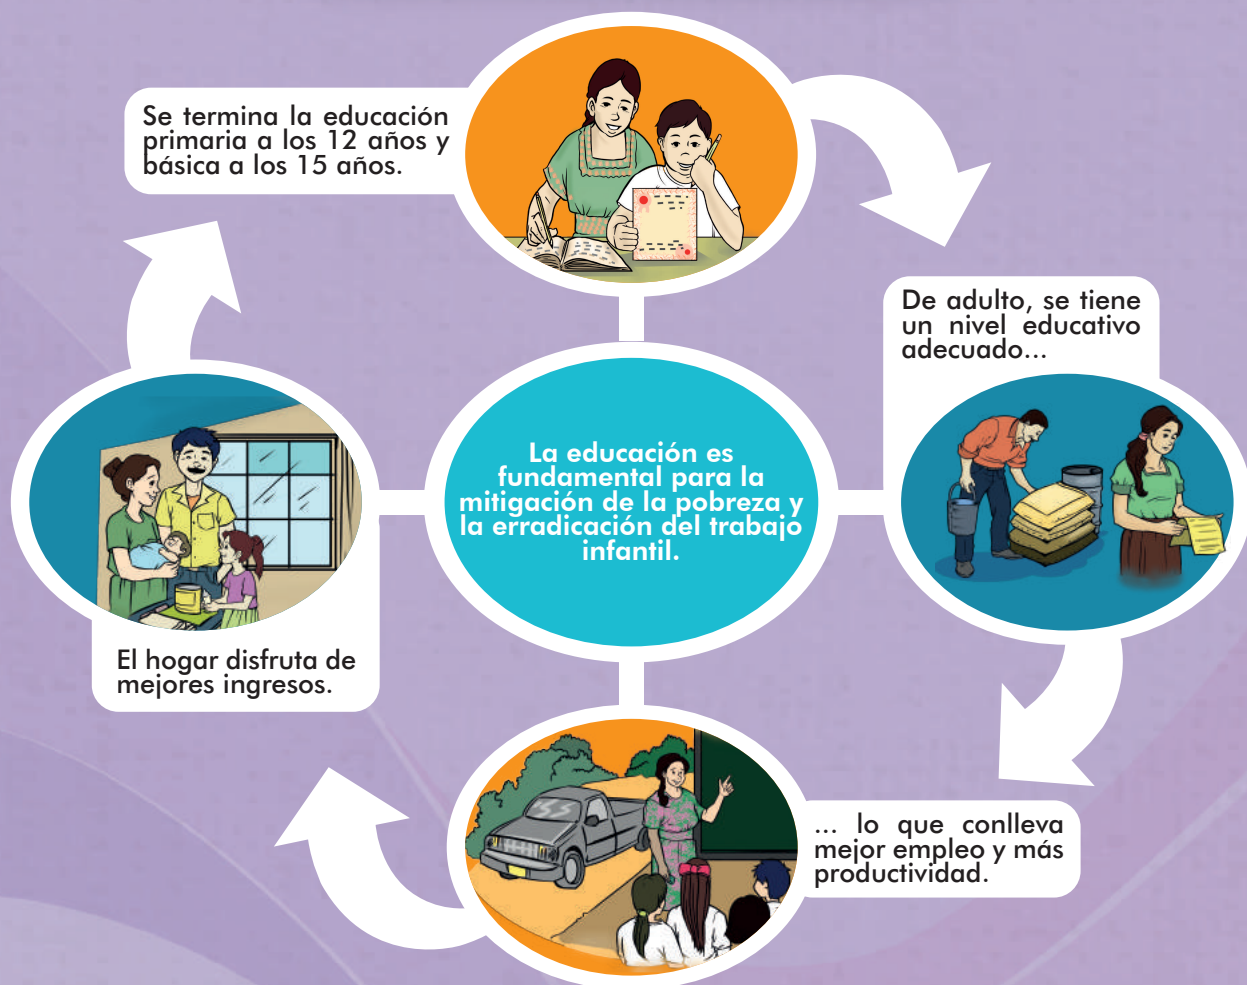 Se termina la educación
primaria a los 12 años y
básica a los 15 años.
De adulto, se tiene
un nivel educativo
adecuado...
La educación es
fundamental para la
mitigación de la pobreza y
la erradicación del trabajo
infantil.
El hogar disfruta de
mejores ingresos.
... lo que conlleva
mejor empleo y más
productividad.